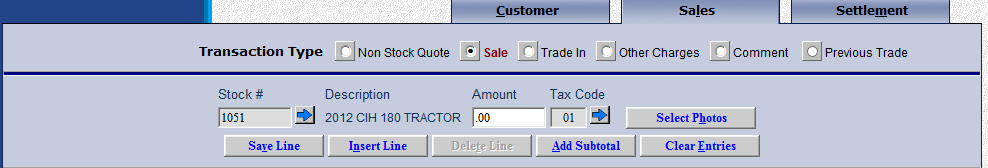 Customer Sales Settlement
Transaction Type Non Stock Quote Sale Trade In Other Charges Comment Previous Trade
Stock # Description Amount Tax Code
1051 2012 CIH 180 TRACTOR .00 01 Select Photos
Save Line Insert Line Delete Line Add Subtotal Clear Entries